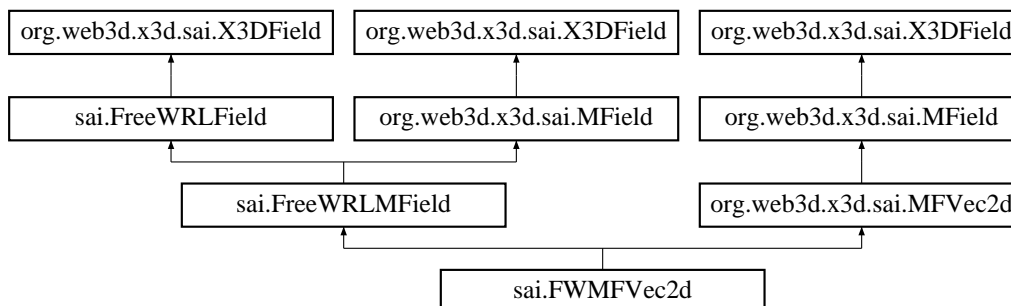 org.web3d.x3d.sai.X3DField org.web3d.x3d.sai.X3DField org.web3d.x3d.sai.X3DField
sai.FreeWRLField org.web3d.x3d.sai.MField org.web3d.x3d.sai.MField
sai.FreeWRLMField org.web3d.x3d.sai.MFVec2d
sai.FWMFVec2d